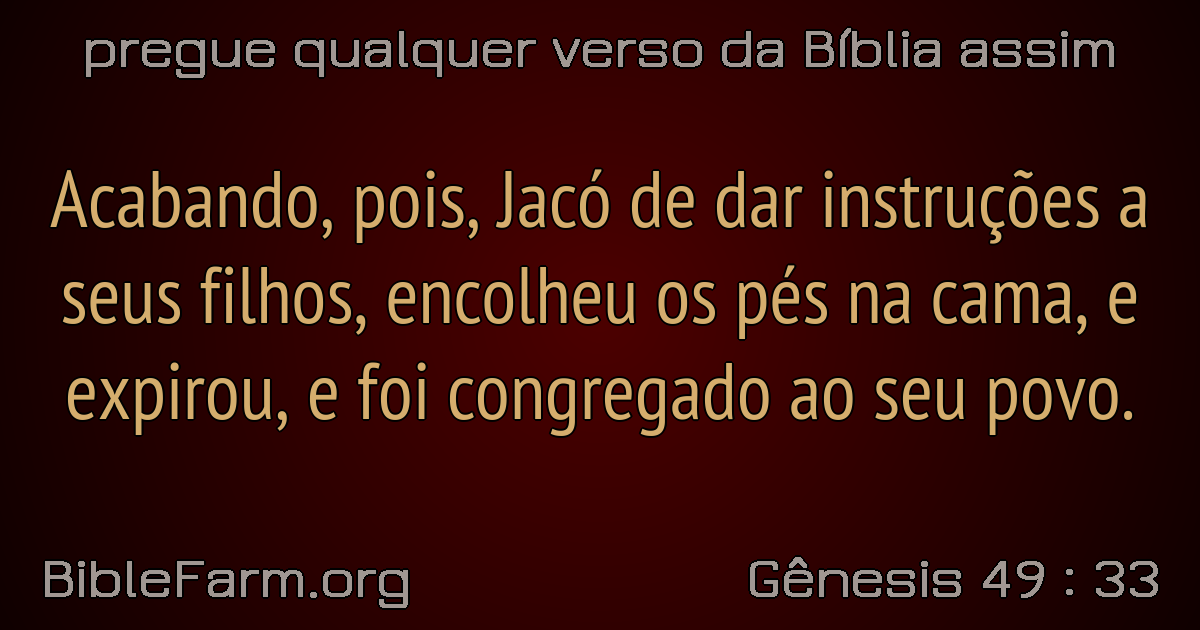 pregue qualquer verso da Bíblia assim
Acabando, pois, Jacó de dar instruções a
seus filhos, encolheu os pés na cama, e
expirou, e foi congregado ao seu povo.
BibleFarm.org
Gênesis 49 : 33